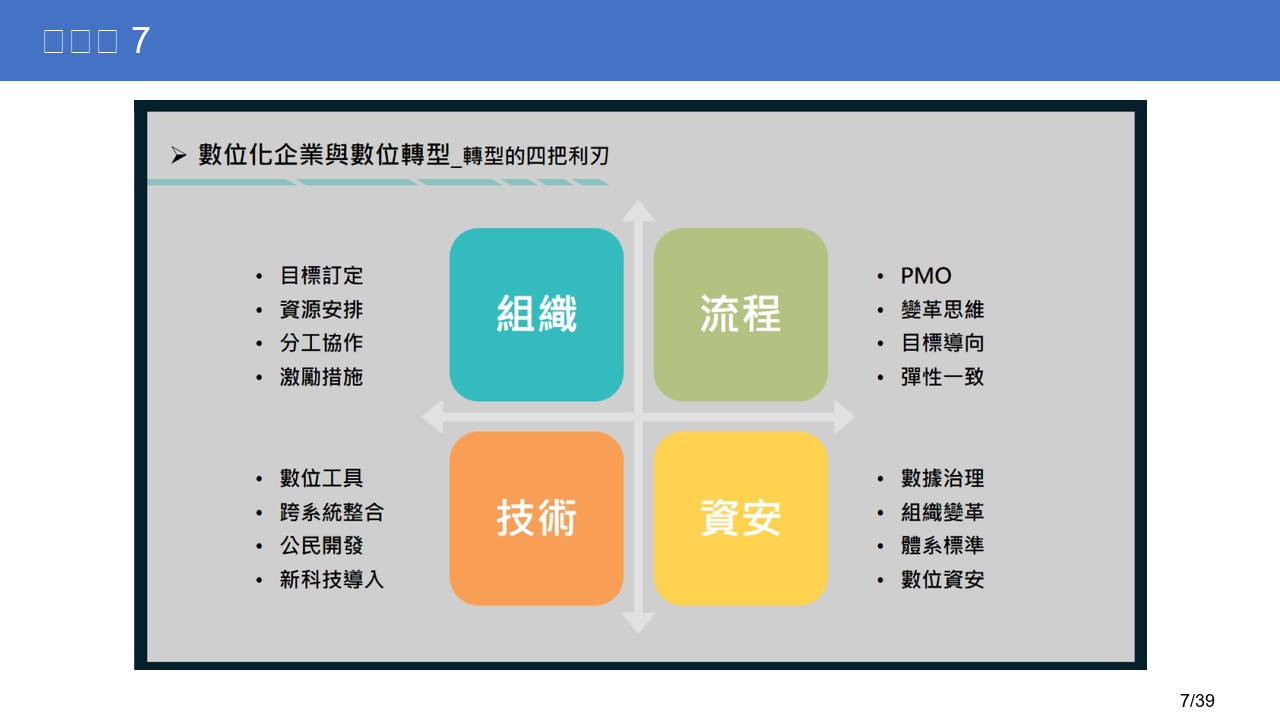 7
➢ 數位化企業與數位轉型_轉型的四把利刃
組織
• 目標訂定
• 資源安排
• 分工協作
• 激勵措施
流程
• PMO
• 變革思維
• 目標導向
• 彈性一致
技術
• 數位工具
• 跨系統整合
• 公民開發
• 新科技導入
資安
• 數據治理
• 組織變革
• 體系標準
• 數位資安
7/39